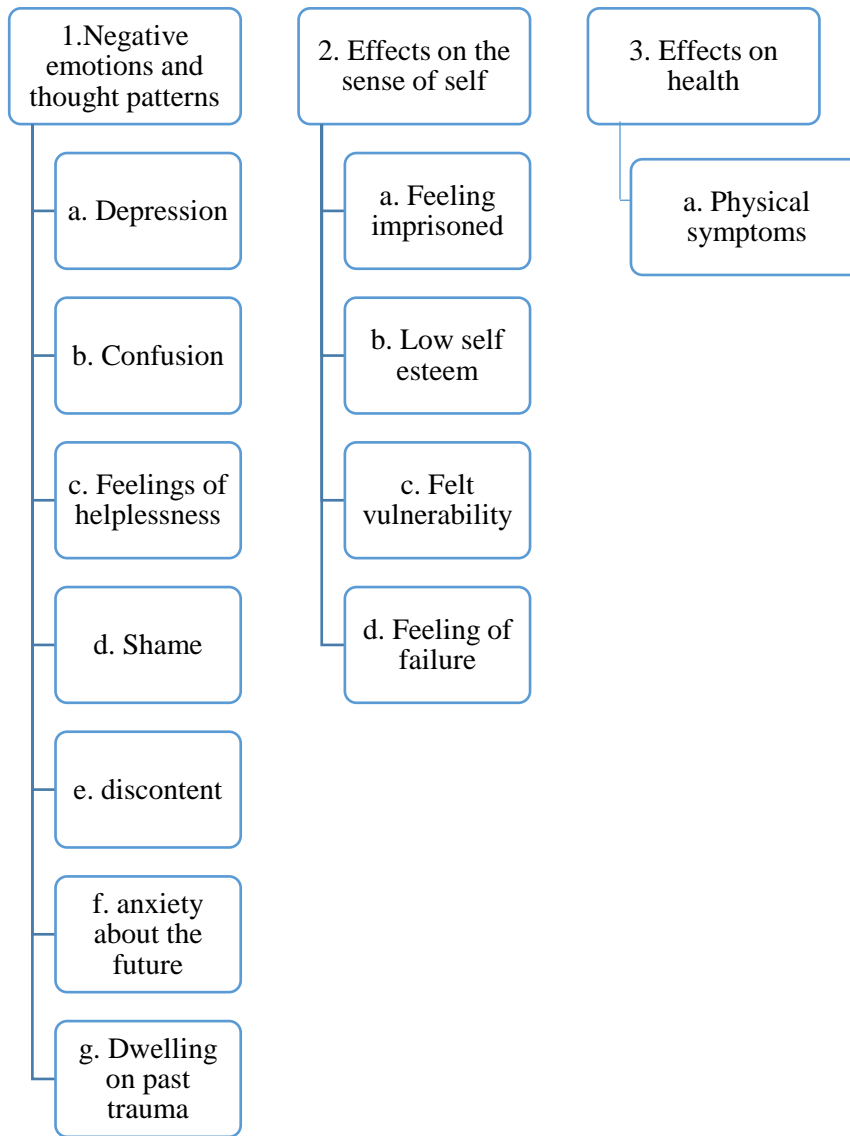 1.Negative
emotions and
thought patterns
a. Depression
b. Confusion
c. Feelings of
helplessness
d. Shame
e. discontent
f. anxiety
about the
future
g. Dwelling
on past
trauma
2. Effects on the
sense of self
a. Feeling
imprisoned
b. Low self
esteem
c. Felt
vulnerability
d. Feeling of
failure
3. Effects on
health
a. Physical
symptoms